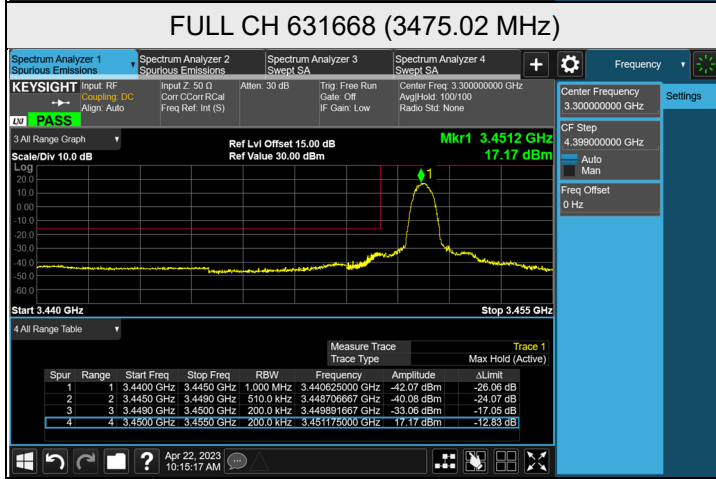 FULL CH 631668 (3475.02 MHz)
Spectrum Analyzer 1
Spurious Emissions
Spectrum Analyzer 2
Spurious Emissions
Spectrum Analyzer 3
Swept SA
Spectrum Analyzer 4
Swept SA
+
Frequency
KEYSIGHT
Input: RF
Coupling: DC
Align: Auto
Input Z: 50 Ω
Corr CCorr RCal
Freq Ref: Int (S)
Atten: 30 dB
Trig: Free Run
Gate: Off
IF Gain: Low
Center Freq: 3.300000000 GHz
Avg|Hold: 100/100
Radio Std: None
LXI PASS
Center Frequency
3.300000000 GHz
Settings
CF Step
4.399000000 GHz
Auto
Man
Freq Offset
0 Hz
3 All Range Graph
Scale/Div 10.0 dB
Ref Lvl Offset 15.00 dB
Ref Value 30.00 dBm
Mkr1 3.4512 GHz
17.17 dBm
Log
20.0
10.0
0.00
-10.0
-20.0
-30.0
-40.0
-50.0
-60.0
1
Start 3.440 GHz
Stop 3.455 GHz
4 All Range Table
Measure Trace Trace 1
Trace Type Max Hold (Active)
Spur Range Start Freq Stop Freq RBW Frequency Amplitude ΔLimit
1 1 3.4400 GHz 3.4450 GHz 1.000 MHz 3.440625000 GHz -42.07 dBm -26.06 dB
2 2 3.4450 GHz 3.4490 GHz 510.0 kHz 3.448706667 GHz -40.08 dBm -24.07 dB
3 3 3.4490 GHz 3.4500 GHz 200.0 kHz 3.449891667 GHz -33.06 dBm -17.05 dB
4 4 3.4500 GHz 3.4550 GHz 200.0 kHz 3.451175000 GHz 17.17 dBm -12.83 dB
?
Apr 22, 2023
10:15:17 AM